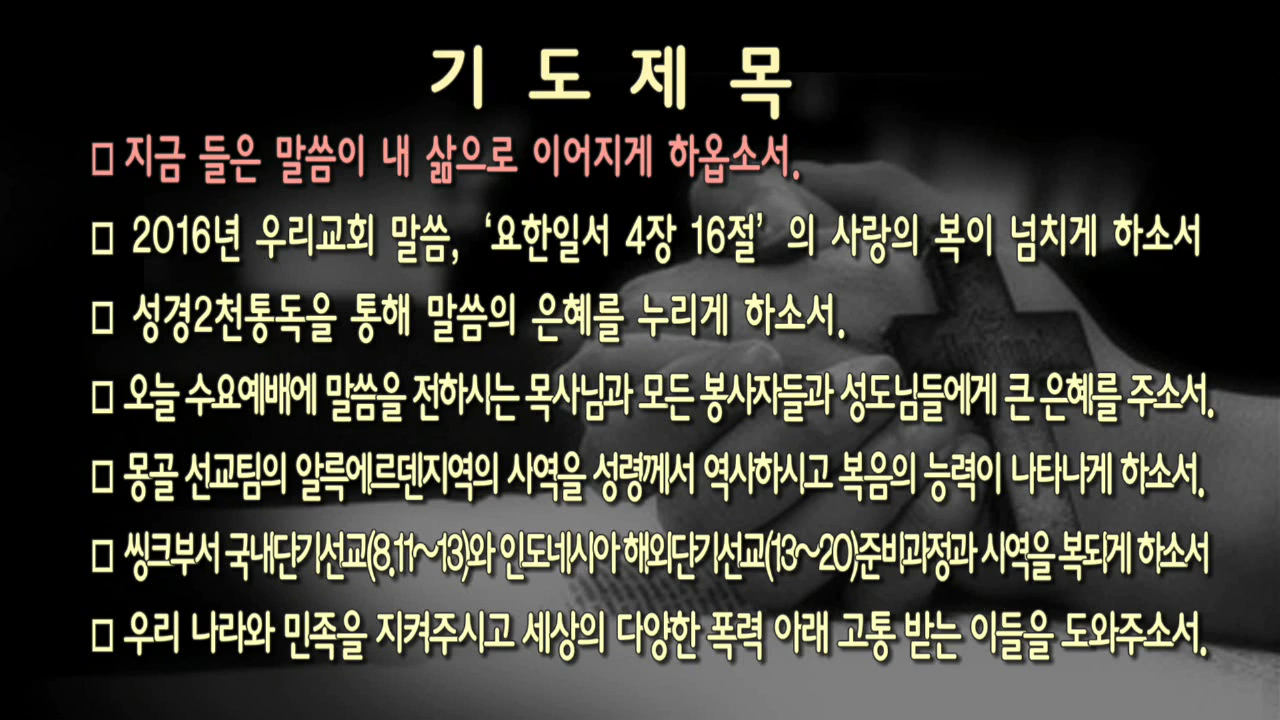 기 도 제 목
□ 지금 들은 말씀이 내 삶으로 이어지게 하옵소서.
□ 2016년 우리교회 말씀, ‘요한일서 4장 16절’ 의 사랑의 복이 넘치게 하소서
□ 성경2천통독을 통해 말씀의 은혜를 누리게 하소서.
□ 오늘 수요예배에 말씀을 전하시는 목사님과 모든 봉사자들과 성도님들에게 큰 은혜를 주소서.
□ 몽골 선교팀의 알륵에르덴지역의 사역을 성령께서 역사하시고 복음의 능력이 나타나게 하소서.
□ 씽크부서 국내단기선교(8.11~13)와 인도네시아 해외단기선교(13~20)준비과정과 사역을 복되게 하소서
□ 우리 나라와 민족을 지켜주시고 세상의 다양한 폭력 아래 고통 받는 이들을 도와주소서.